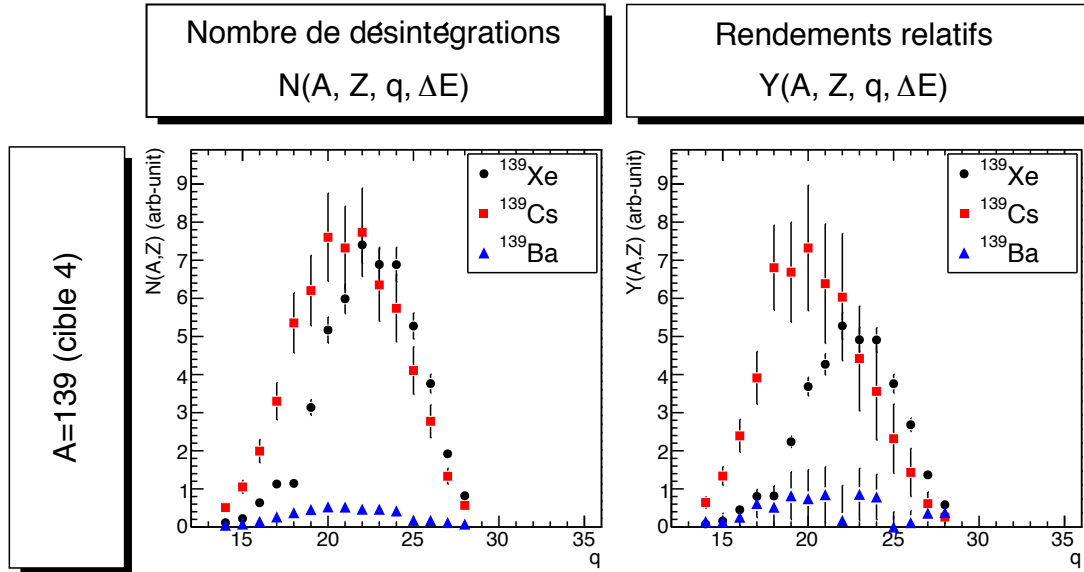 Nombre de désintégrations
N(A, Z, q, ΔE)
Rendements relatifs
Y(A, Z, q, ΔE)
A=139 (cible 4)
N(A,Z) (arb-unit)
9
8
7
6
5
4
3
2
1
0
15 20 25 30 35
q
¹³⁹Xe
¹³⁹Cs
¹³⁹Ba
Y(A,Z) (arb-unit)
9
8
7
6
5
4
3
2
1
0
15 20 25 30 35
q
¹³⁹Xe
¹³⁹Cs
¹³⁹Ba